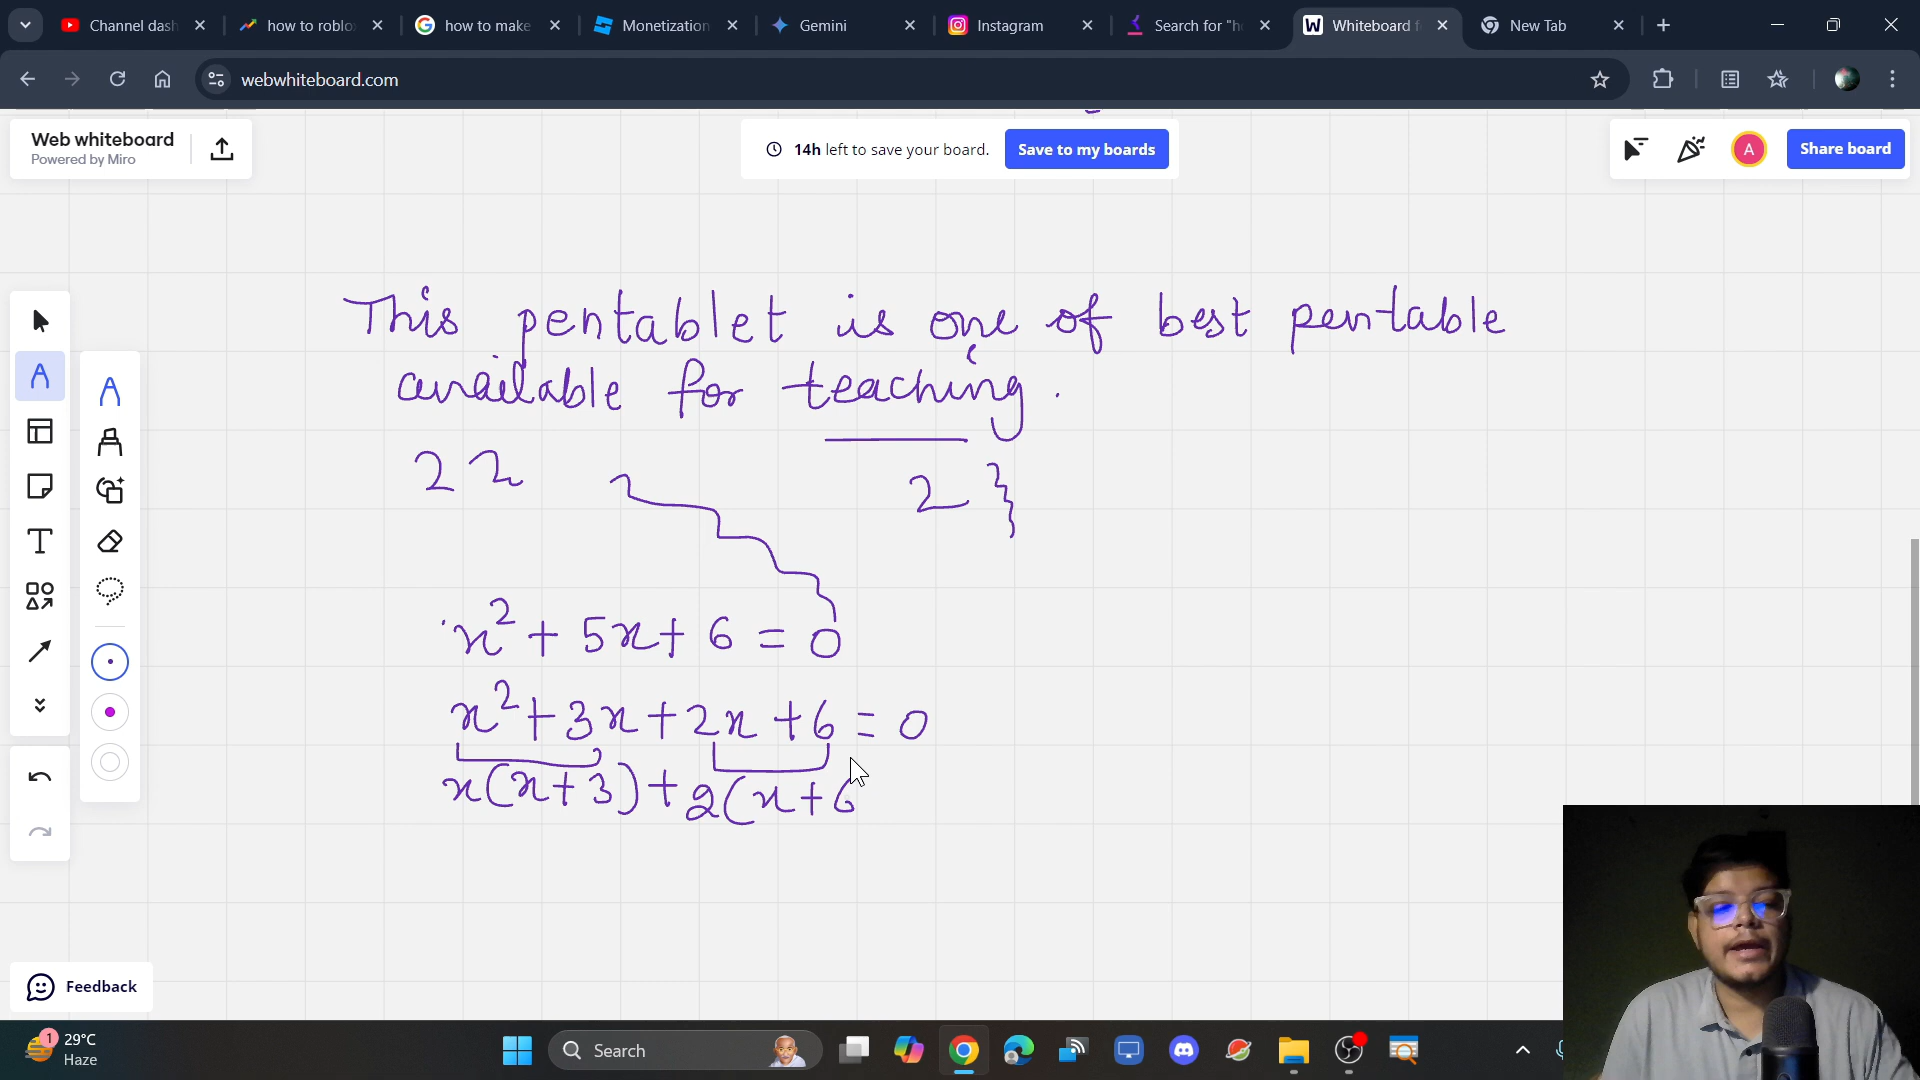 Channel dash
how to roblo
how to make
Monetization
Gemini
Instagram
Search for "h
Whiteboard f
New Tab
webwhiteboard.com
Web whiteboard
Powered by Miro
14h left to save your board.
Save to my boards
A
Share board
This pentablet is one of best pentable
available for teaching.
2 2
2 }
x² + 5x + 6 = 0
x² + 3x + 2x + 6 = 0
x(x+3) + 2(x+6
Feedback
1
29°C
Haze
Search